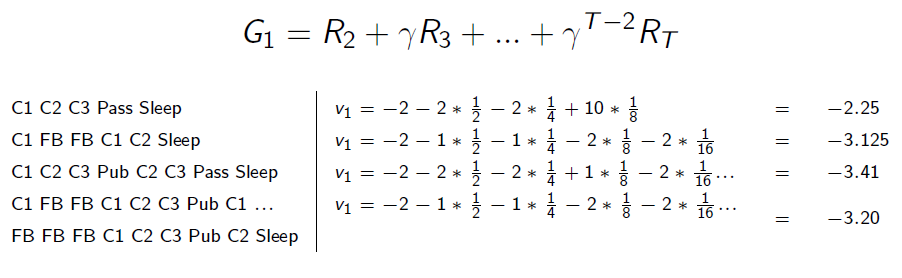 G₁ = R₂ + γR₃ + ... + γᵀ⁻²R_T
C1 C2 C3 Pass Sleep v₁ = −2 − 2 * 1/2 − 2 * 1/4 + 10 * 1/8 = −2.25
C1 FB FB C1 C2 Sleep v₁ = −2 − 1 * 1/2 − 1 * 1/4 − 2 * 1/8 − 2 * 1/16 = −3.125
C1 C2 C3 Pub C2 C3 Pass Sleep v₁ = −2 − 2 * 1/2 − 2 * 1/4 + 1 * 1/8 − 2 * 1/16 ... = −3.41
C1 FB FB C1 C2 C3 Pub C1 ... v₁ = −2 − 1 * 1/2 − 1 * 1/4 − 2 * 1/8 − 2 * 1/16 ... = −3.20
FB FB FB C1 C2 C3 Pub C2 Sleep